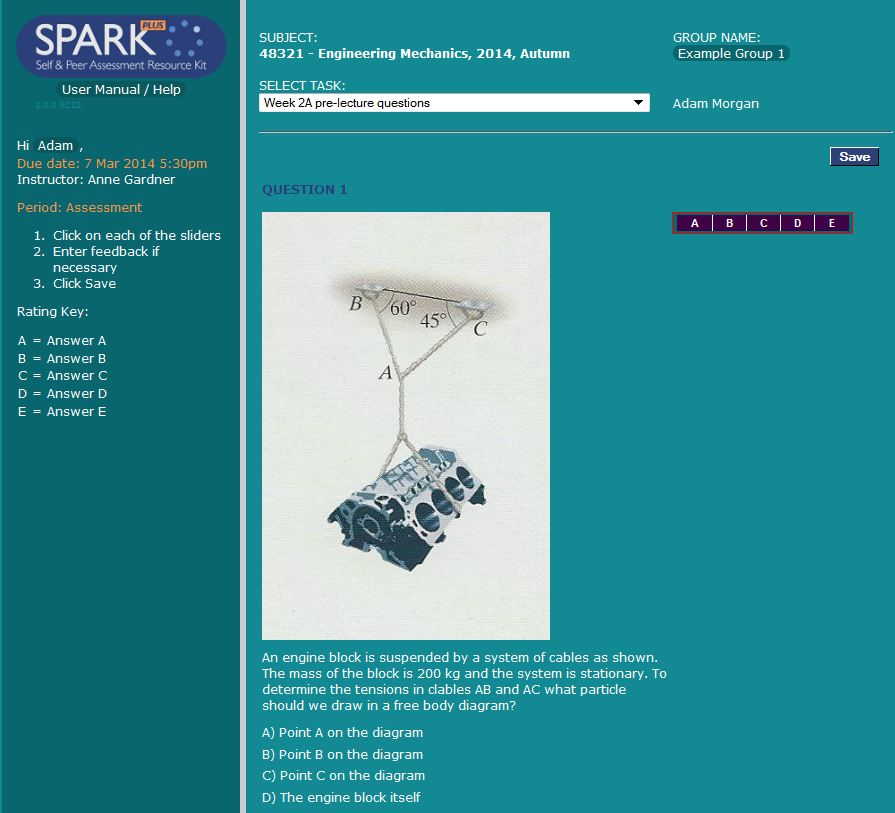 SPARK PLUS
Self & Peer Assessment Resource Kit
User Manual / Help
2.0.0 RC22
Hi Adam ,
Due date: 7 Mar 2014 5:30pm
Instructor: Anne Gardner
Period: Assessment
1. Click on each of the sliders
2. Enter feedback if
necessary
3. Click Save
Rating Key:
A = Answer A
B = Answer B
C = Answer C
D = Answer D
E = Answer E
SUBJECT:
48321 - Engineering Mechanics, 2014, Autumn
GROUP NAME:
Example Group 1
SELECT TASK:
Week 2A pre-lecture questions
Adam Morgan
Save
QUESTION 1
A B C D E
B 60° 45° C
A
An engine block is suspended by a system of cables as shown.
The mass of the block is 200 kg and the system is stationary. To
determine the tensions in clables AB and AC what particle
should we draw in a free body diagram?
A) Point A on the diagram
B) Point B on the diagram
C) Point C on the diagram
D) The engine block itself